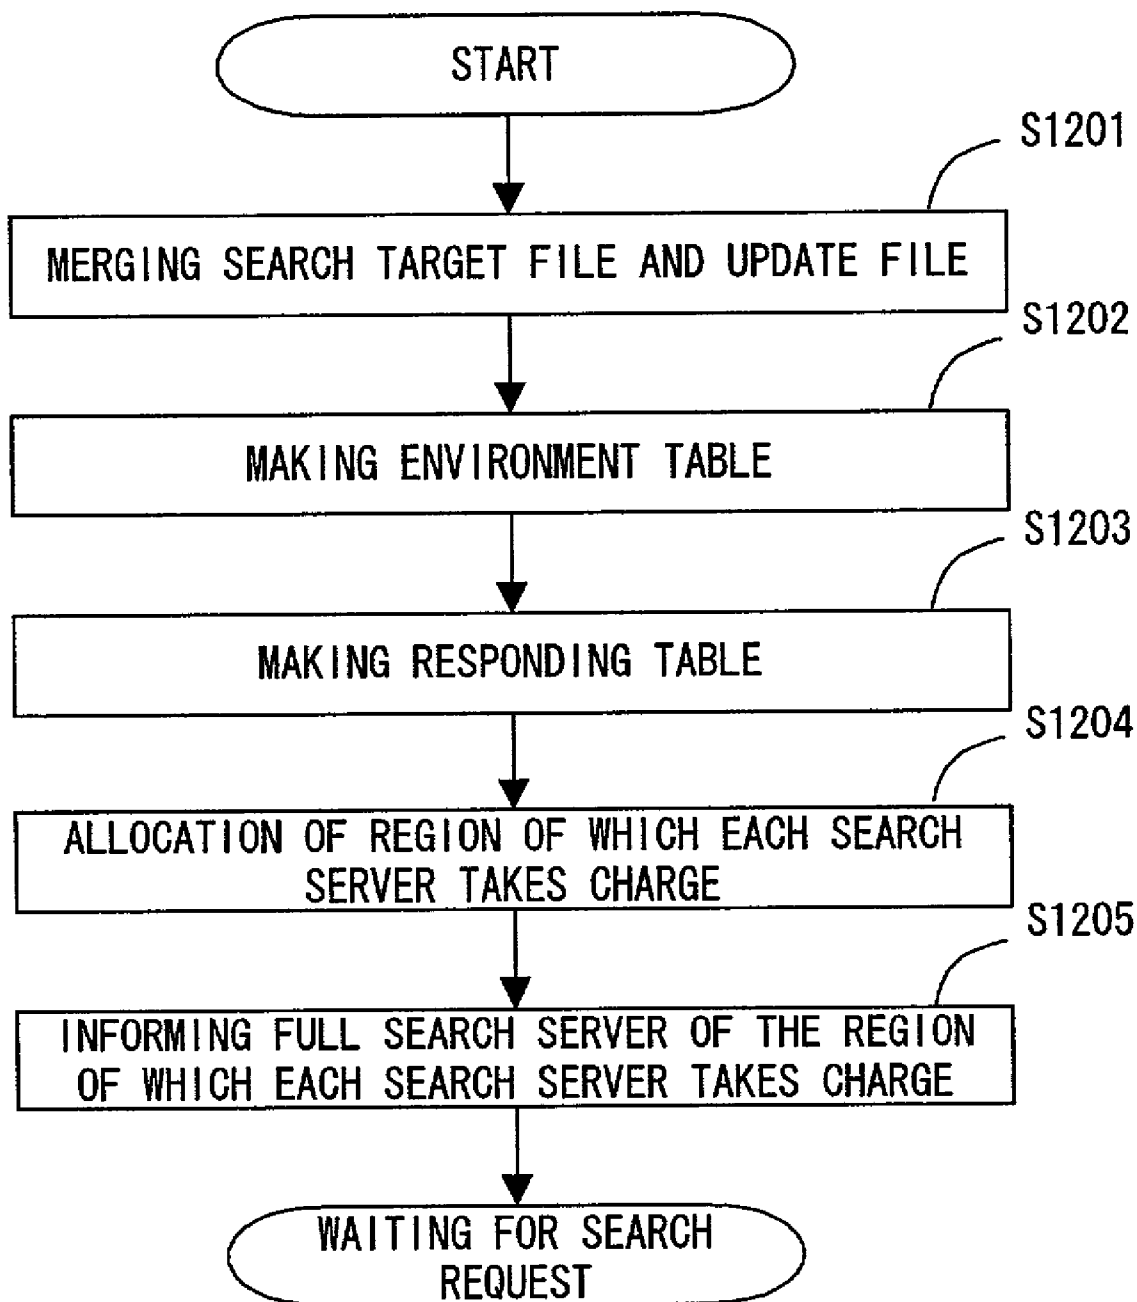 START
S1201
MERGING SEARCH TARGET FILE AND UPDATE FILE
S1202
MAKING ENVIRONMENT TABLE
S1203
MAKING RESPONDING TABLE
S1204
ALLOCATION OF REGION OF WHICH EACH SEARCH
SERVER TAKES CHARGE
S1205
INFORMING FULL SEARCH SERVER OF THE REGION
OF WHICH EACH SEARCH SERVER TAKES CHARGE
WAITING FOR SEARCH
REQUEST